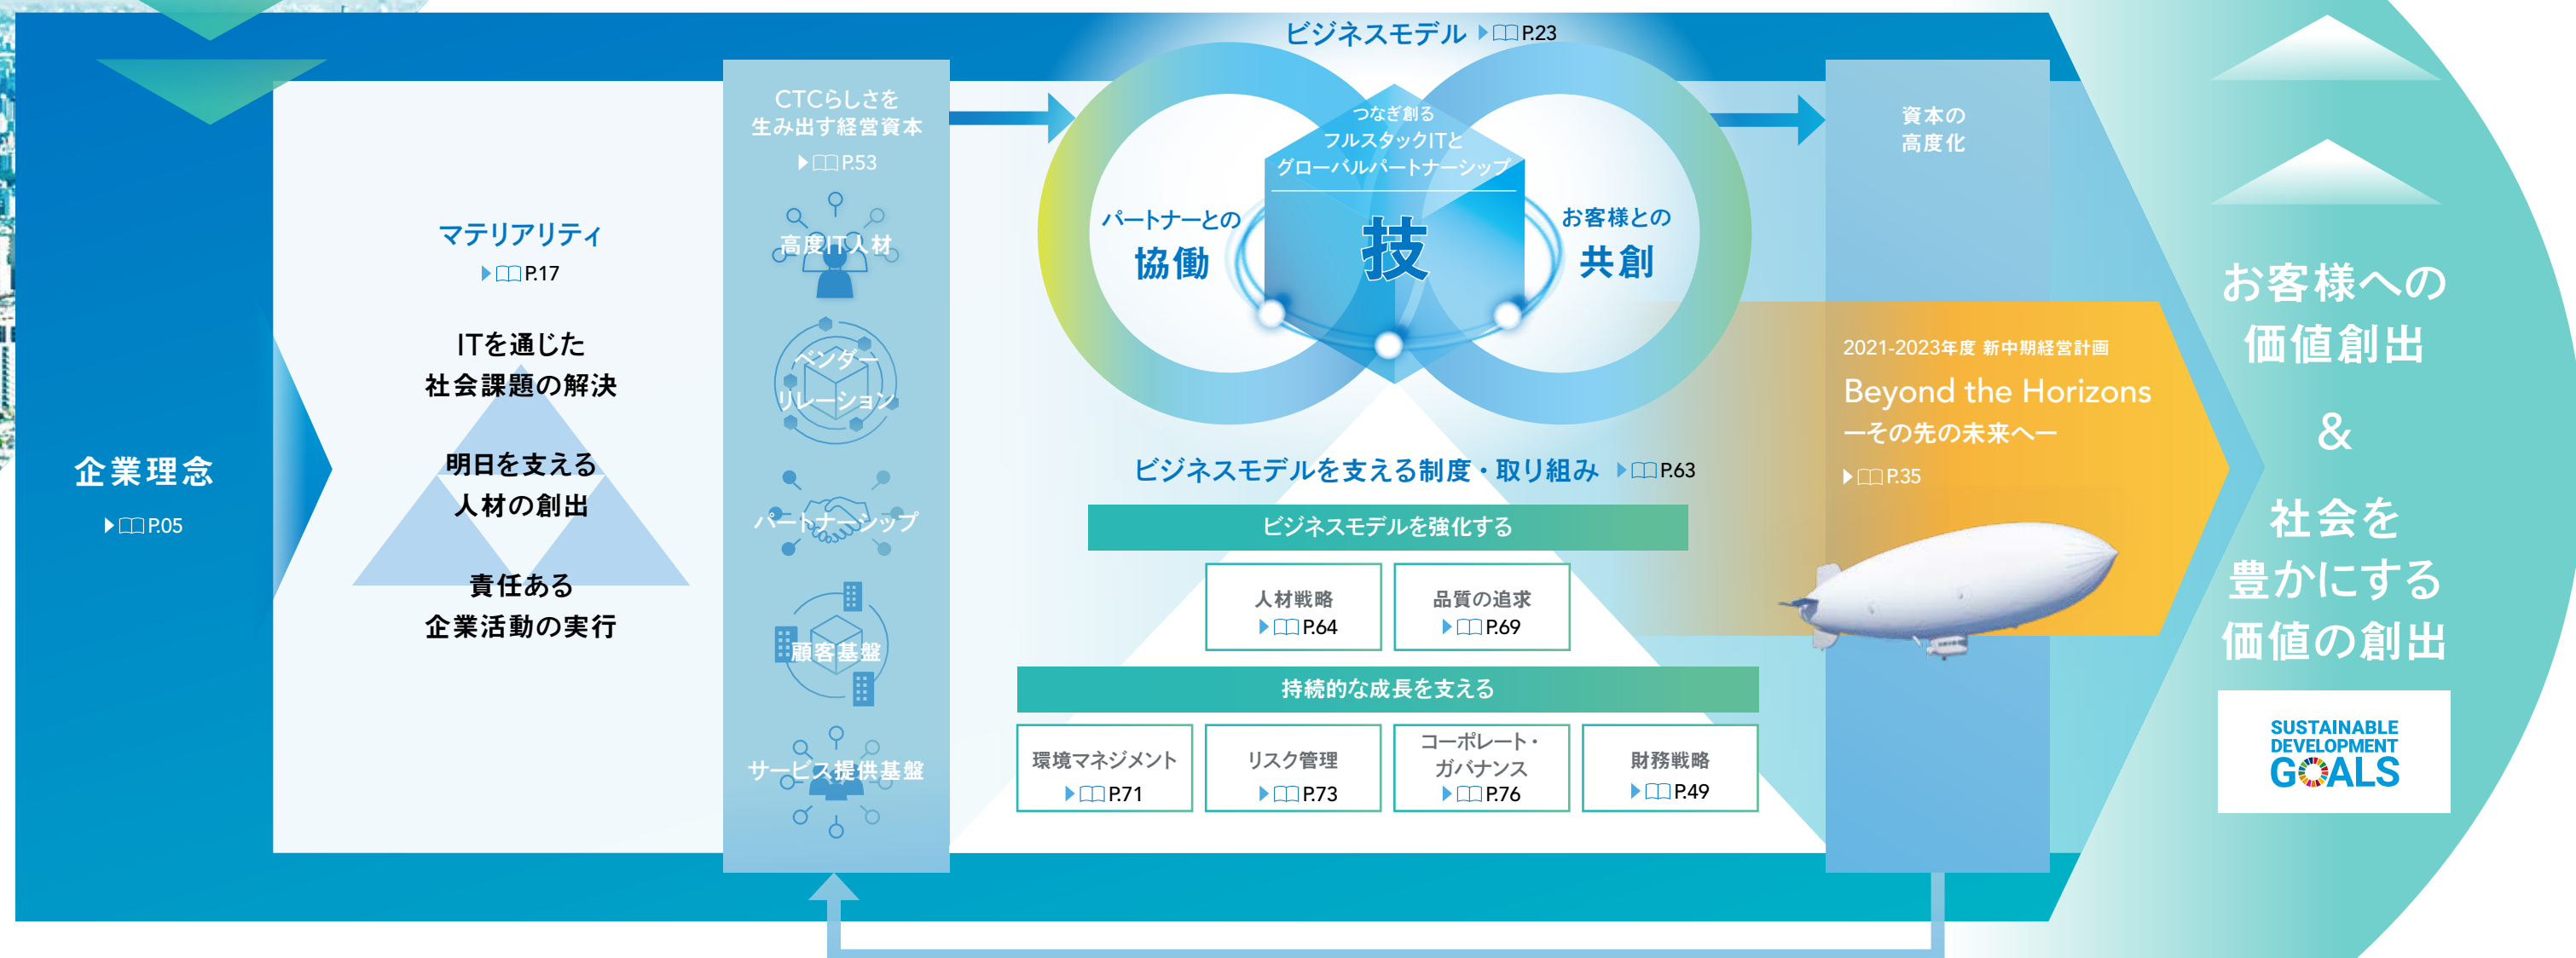 企業理念
P.05
マテリアリティ
P.17
ITを通じた
社会課題の解決
明日を支える
人材の創出
責任ある
企業活動の実行
CTCらしさを
生み出す経営資本
P.53
高度IT人材
ベンダー
リレーション
パートナーシップ
顧客基盤
サービス提供基盤
ビジネスモデル P.23
つなぎ創る
フルスタックITと
グローバルパートナーシップ
技
パートナーとの
協働
お客様との
共創
ビジネスモデルを支える制度・取り組み P.63
ビジネスモデルを強化する
人材戦略
P.64
品質の追求
P.69
持続的な成長を支える
環境マネジメント
P.71
リスク管理
P.73
コーポレート・
ガバナンス
P.76
財務戦略
P.49
資本の
高度化
2021-2023年度 新中期経営計画
Beyond the Horizons
ーその先の未来へー
P.35
お客様への
価値創出
&
社会を
豊かにする
価値の創出
SUSTAINABLE
DEVELOPMENT
GOALS